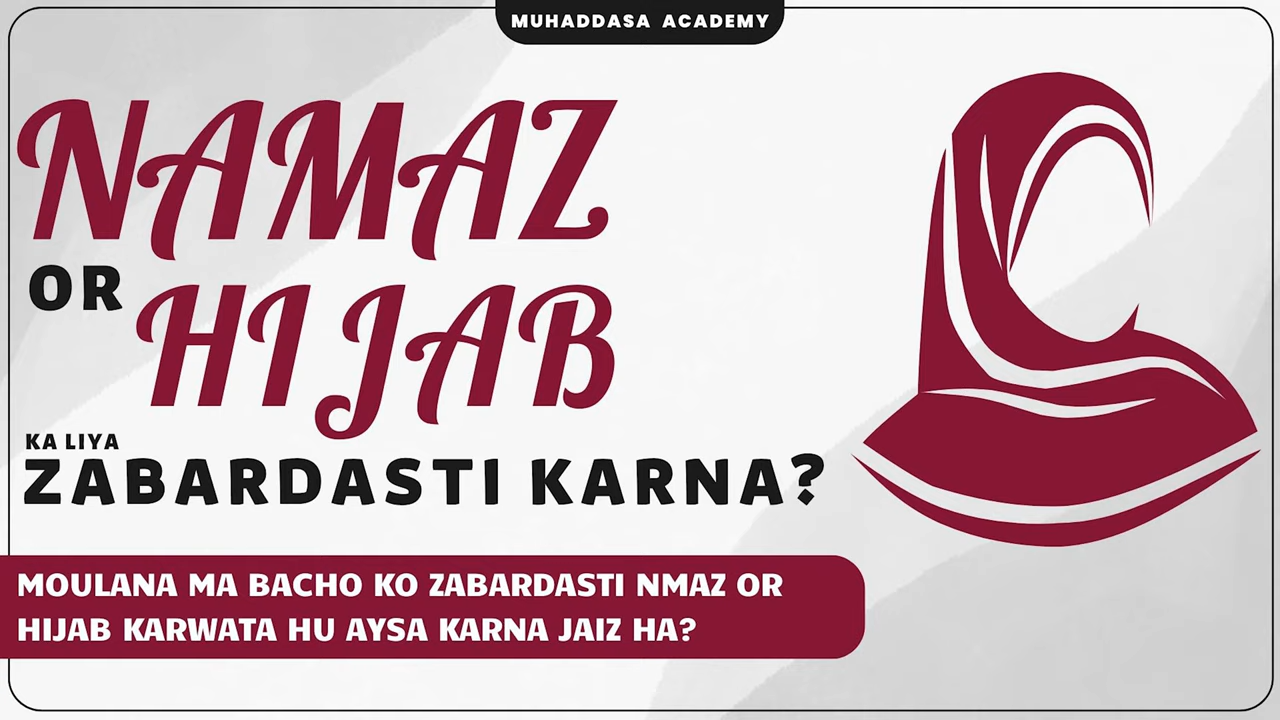 MUHADDASA ACADEMY
NAMAZ
OR HIJAB
KA LIYA
ZABARDASTI KARNA?
MOULANA MA BACHO KO ZABARDASTI NMAZ OR
HIJAB KARWATA HU AYSA KARNA JAIZ HA?